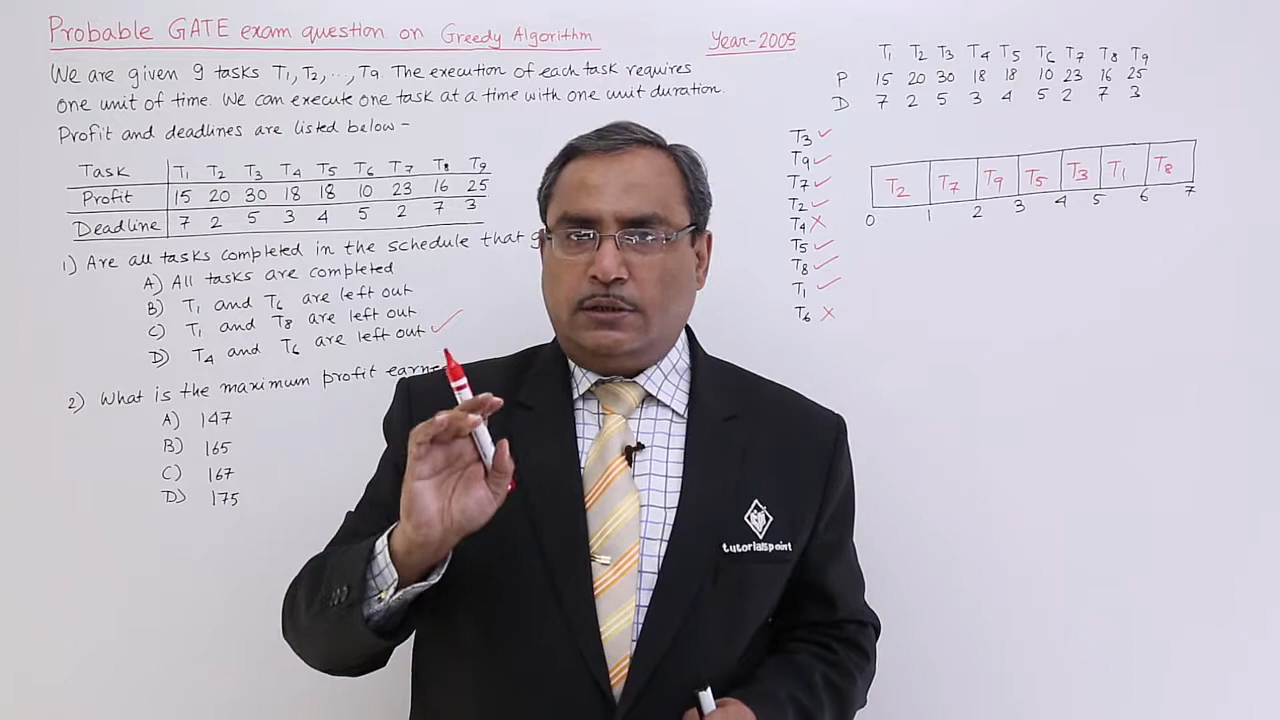 Probable GATE exam question on Greedy Algorithm Year-2005
We are given 9 tasks T1, T2, ..., T9. The execution of each task requires
one unit of time. We can execute one task at a time with one unit duration.
Profit and deadlines are listed below -
Task T1 T2 T3 T4 T5 T6 T7 T8 T9
Profit 15 20 30 18 18 10 23 16 25
Deadline 7 2 5 3 4 5 2 7 3
1) Are all tasks completed in the schedule that
A) All tasks are completed
B) T1 and T6 are left out
C) T1 and T8 are left out
D) T4 and T6 are left out ✓
2) What is the maximum profit
A) 147
B) 165
C) 167
D) 175
T1 T2 T3 T4 T5 T6 T7 T8 T9
P 15 20 30 18 18 10 23 16 25
D 7 2 5 3 4 5 2 7 3
T3 ✓
T9 ✓
T7 ✓
T2 ✓
T4 ✗
T5 ✓
T8 ✓
T1 ✓
T6 ✗
T2 T7 T9 T5 T3 T1 T8
0 1 2 3 4 5 6 7
tutorialspoint